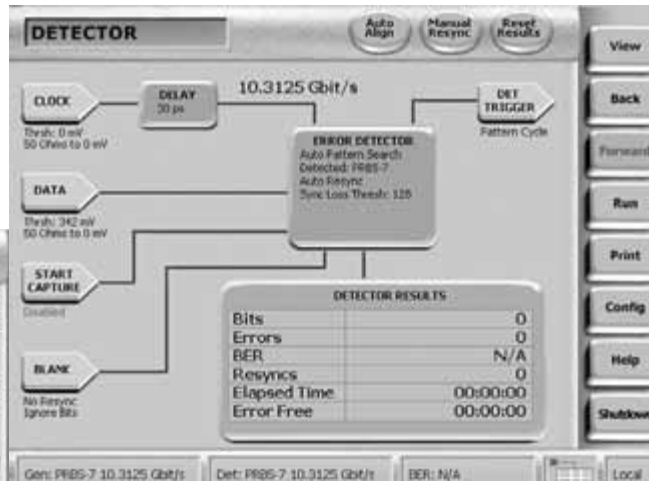 DETECTOR
Auto Align
Manual Resync
Reset Results
View
Back
Forward
Run
Print
Config
Help
Shutdown
CLOCK
Thrsh: 0 mV
50 Ohms to 0 mV
DELAY
30 ps
10.3125 Gbit/s
DET TRIGGER
Pattern Cycle
ERROR DETECTOR
Auto Pattern Search
Detected: PRBS-7
Auto Resync
Sync Loss Thresh: 128
DATA
Thrsh: 342 mV
50 Ohms to 0 mV
START CAPTURE
Disabled
BLANK
No Resync
Ignore Bits
DETECTOR RESULTS
Bits 0
Errors 0
BER N/A
Resyncs 0
Elapsed Time 00:00:00
Error Free 00:00:00
Gen: PRBS-7 10.3125 Gbit/s
Det: PRBS-7 10.3125 Gbit/s
BER: N/A
Local